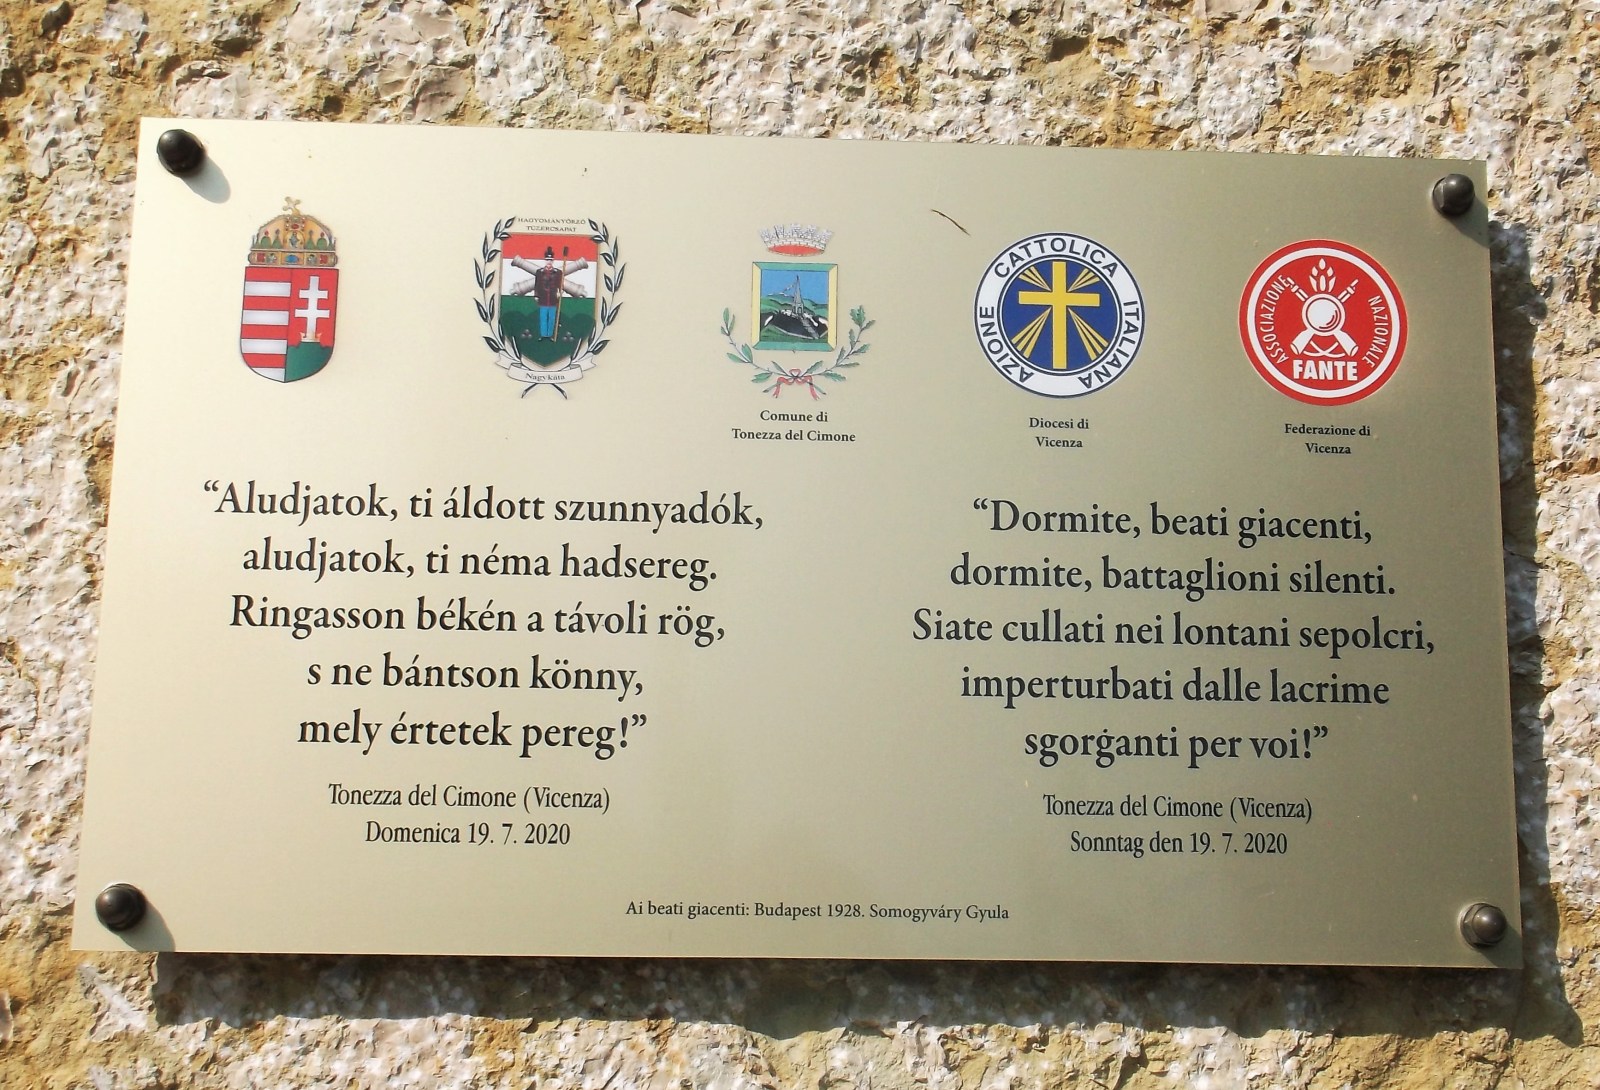 HAGYOMÁNYŐRZŐ
TÜZÉRCSAPAT
Nagykáta
Comune di
Tonezza del Cimone
AZIONE CATTOLICA ITALIANA
Diocesi di
Vicenza
ASSOCIAZIONE NAZIONALE
FANTE
Federazione di
Vicenza
“Aludjatok, ti áldott szunnyadók,
aludjatok, ti néma hadsereg.
Ringasson békén a távoli rög,
s ne bántson könny,
mely értetek pereg!”
Tonezza del Cimone (Vicenza)
Domenica 19. 7. 2020
“Dormite, beati giacenti,
dormite, battaglioni silenti.
Siate cullati nei lontani sepolcri,
imperturbati dalle lacrime
sgorganti per voi!”
Tonezza del Cimone (Vicenza)
Sonntag den 19. 7. 2020
Ai beati giacenti: Budapest 1928. Somogyváry Gyula